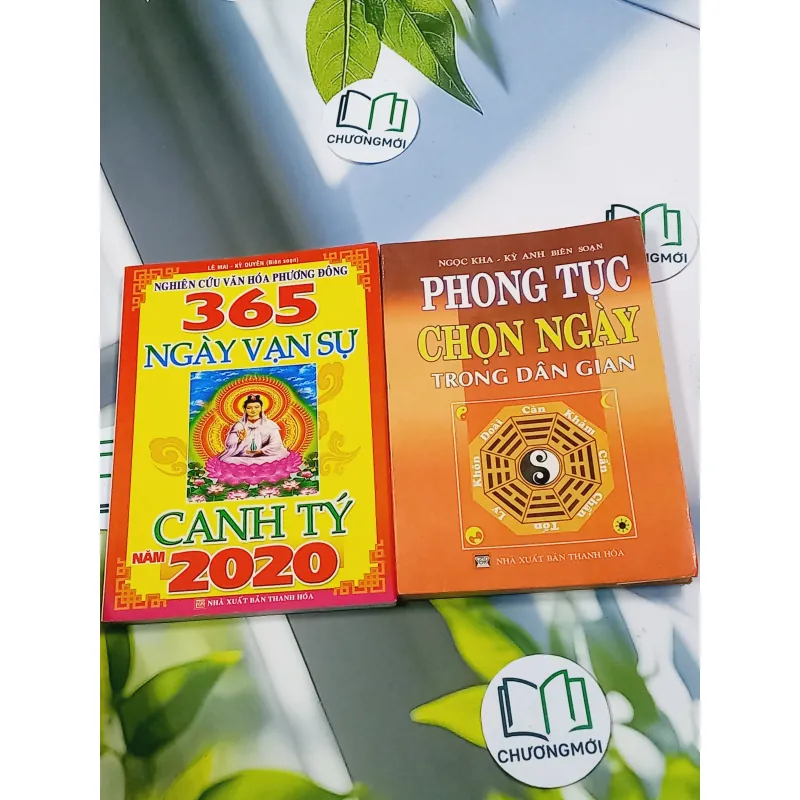 CHƯƠNGMỚI
LÊ MAI - KỲ DUYÊN (Biên soạn)
NGHIÊN CỨU VĂN HÓA PHƯƠNG ĐÔNG
365
NGÀY VẠN SỰ
CANH TÝ
NĂM 2020
NHÀ XUẤT BẢN THANH HÓA
NGỌC KHA - KỲ ANH BIÊN SOẠN
PHONG TỤC
CHỌN NGÀY
TRONG DÂN GIAN
Càn
Khảm
Cấn
Chấn
Tốn
Ly
Khôn
Đoài
NHÀ XUẤT BẢN THANH HÓA
CHƯƠNGMỚI